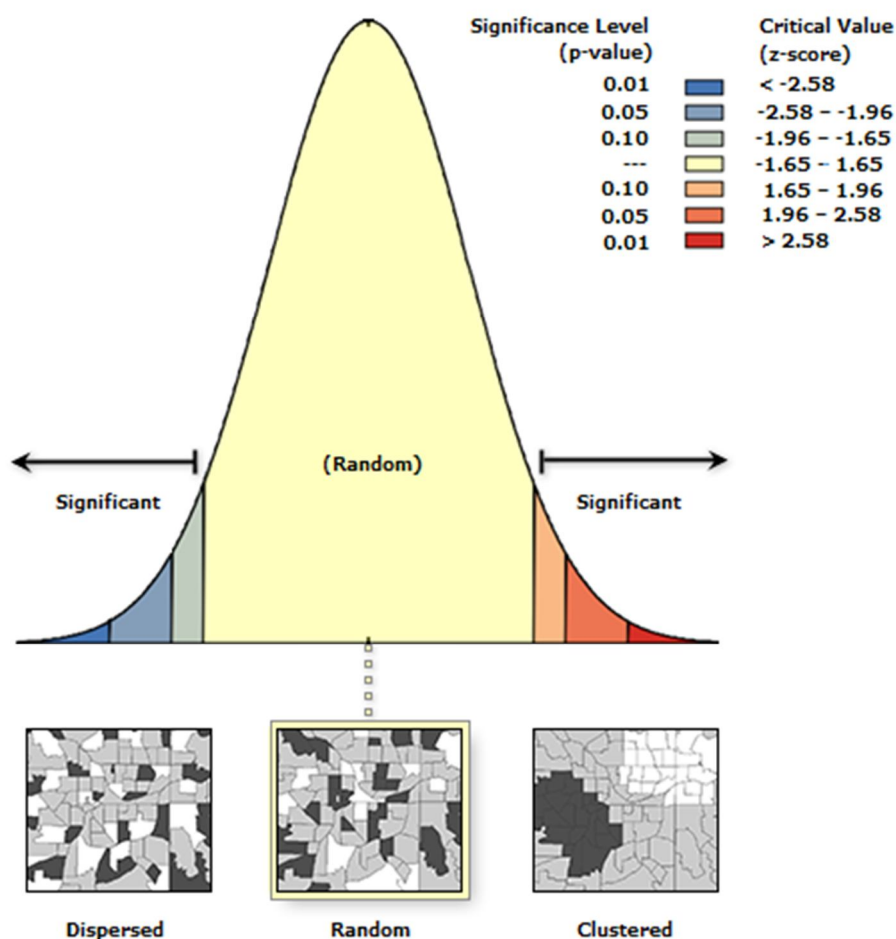 Significance Level Critical Value
(p-value) (z-score)
0.01 < -2.58
0.05 -2.58 – -1.96
0.10 -1.96 – -1.65
--- -1.65 – 1.65
0.10 1.65 – 1.96
0.05 1.96 – 2.58
0.01 > 2.58
(Random)
Significant Significant
Dispersed Random Clustered